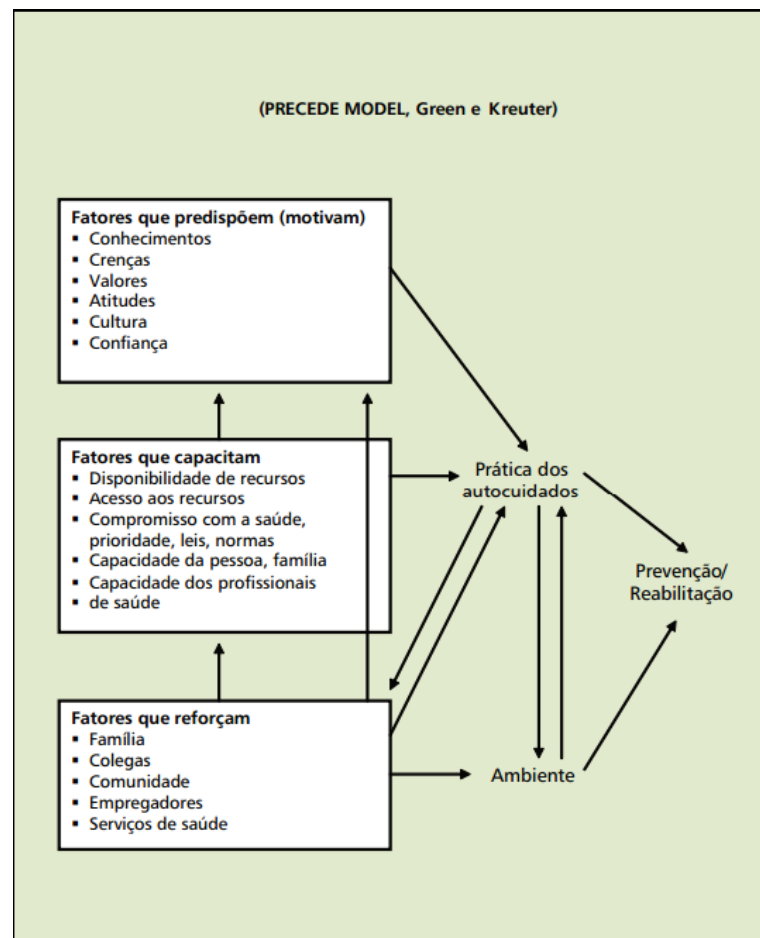 (PRECEDE MODEL, Green e Kreuter)
Fatores que predispõem (motivam)
▪ Conhecimentos
▪ Crenças
▪ Valores
▪ Atitudes
▪ Cultura
▪ Confiança
Fatores que capacitam
▪ Disponibilidade de recursos
▪ Acesso aos recursos
▪ Compromisso com a saúde,
prioridade, leis, normas
▪ Capacidade da pessoa, família
▪ Capacidade dos profissionais
▪ de saúde
Fatores que reforçam
▪ Família
▪ Colegas
▪ Comunidade
▪ Empregadores
▪ Serviços de saúde
Prática dos
autocuidados
Ambiente
Prevenção/
Reabilitação